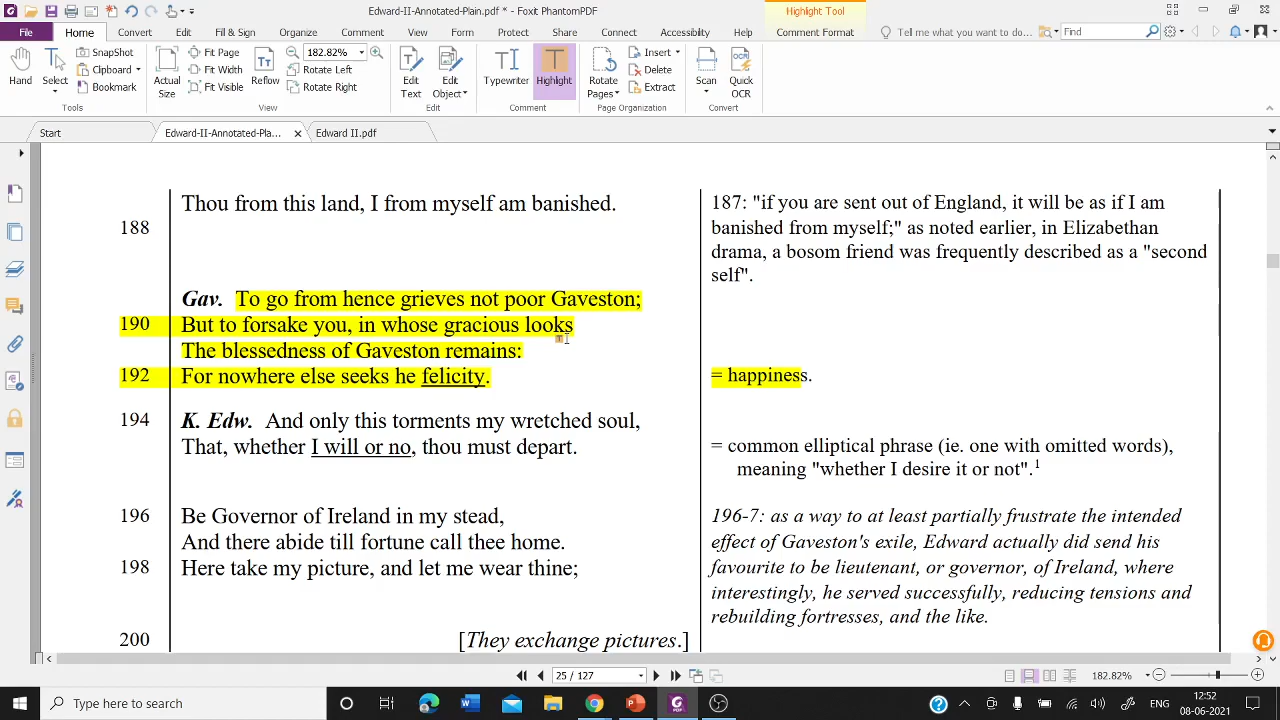 Edward-II-Annotated-Plain.pdf * - Foxit PhantomPDF
Highlight Tool
File Home Convert Edit Fill & Sign Organize Comment View Form Protect Share Connect Accessibility Help Comment Format Tell me what you want to do... Find
Hand
Select
SnapShot
Clipboard
Bookmark
Tools
Actual Size
Fit Page
Fit Width
Fit Visible
Reflow
182.82%
Rotate Left
Rotate Right
View
Edit Text
Edit Object
Edit
Typewriter
Highlight
Comment
Rotate Pages
Insert
Delete
Extract
Page Organization
Scan
Quick OCR
Convert
Start Edward-II-Annotated-Pla... Edward II.pdf
Thou from this land, I from myself am banished.
188
187: "if you are sent out of England, it will be as if I am
banished from myself;" as noted earlier, in Elizabethan
drama, a bosom friend was frequently described as a "second
self".
Gav. To go from hence grieves not poor Gaveston;
190 But to forsake you, in whose gracious looks
The blessedness of Gaveston remains:
192 For nowhere else seeks he felicity.
= happiness.
194 K. Edw. And only this torments my wretched soul,
That, whether I will or no, thou must depart.
= common elliptical phrase (ie. one with omitted words),
meaning "whether I desire it or not".1
196 Be Governor of Ireland in my stead,
And there abide till fortune call thee home.
198 Here take my picture, and let me wear thine;
196-7: as a way to at least partially frustrate the intended
effect of Gaveston's exile, Edward actually did send his
favourite to be lieutenant, or governor, of Ireland, where
interestingly, he served successfully, reducing tensions and
rebuilding fortresses, and the like.
200 [They exchange pictures.]
25 / 127
182.82%
Type here to search
ENG
12:52
08-06-2021